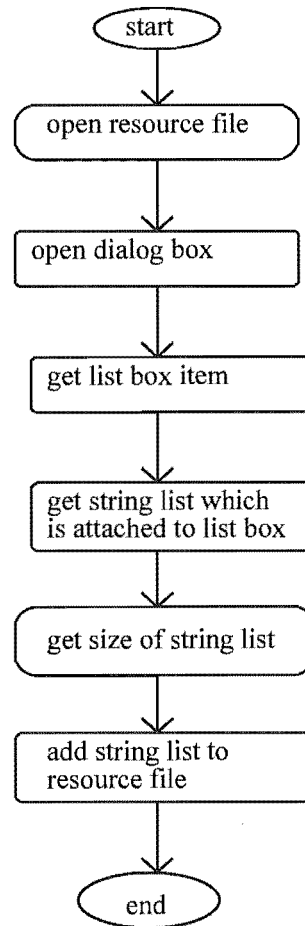 start
open resource file
open dialog box
get list box item
get string list which
is attached to list box
get size of string list
add string list to
resource file
end